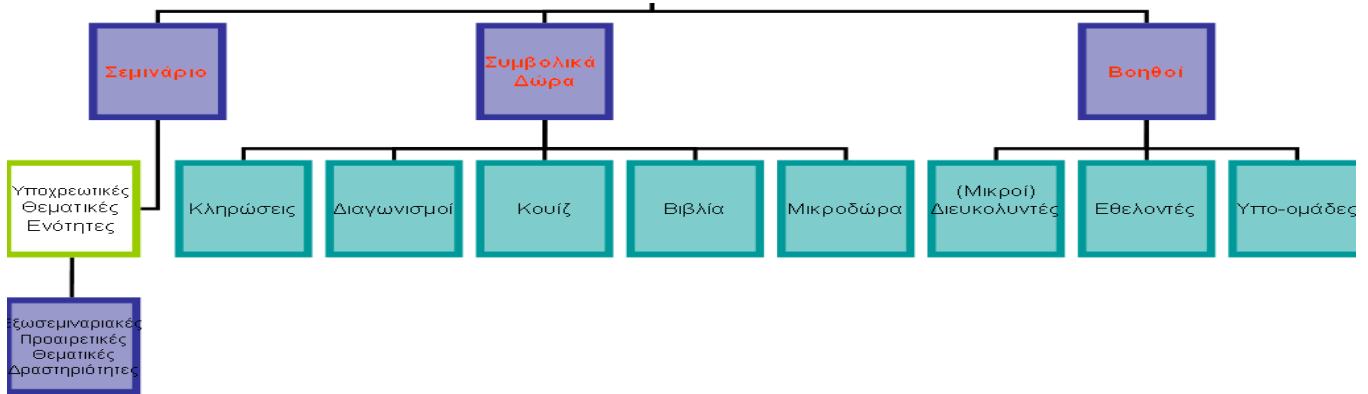 Σεμινάριο
Συμβολικά
Δώρα
Βοηθοί
Υποχρεωτικές
Θεματικές
Ενότητες
Κληρώσεις
Διαγωνισμοί
Κουίζ
Βιβλία
Μικροδώρα
(Μικροί)
Διευκολυντές
Εθελοντές
Υπο-ομάδες
Εξωσεμιναριακές
Προαιρετικές
Θεματικές
Δραστηριότητες